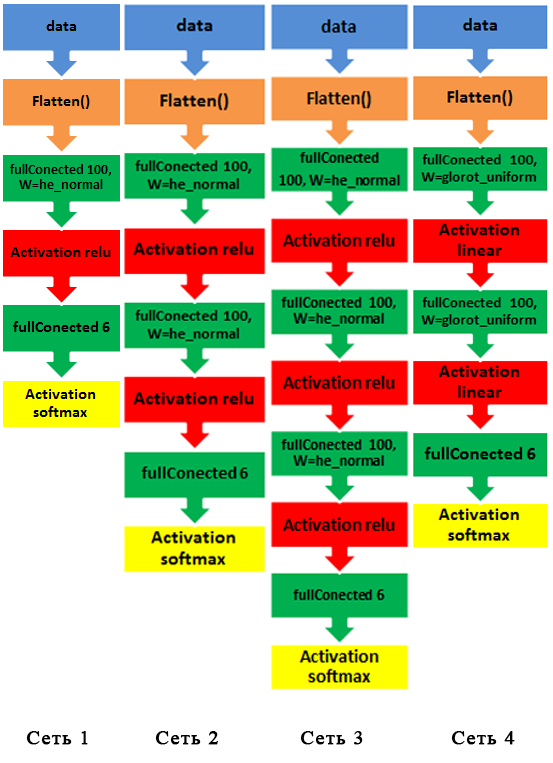 data
Flatten()
fullConected 100,
W=he_normal
Activation relu
fullConected 6
Activation
softmax
Сеть 1
data
Flatten()
fullConected 100,
W=he_normal
Activation relu
fullConected 100,
W=he_normal
Activation relu
fullConected 6
Activation
softmax
Сеть 2
data
Flatten()
fullConected
100, W=he_normal
Activation relu
fullConected 100,
W=he_normal
Activation relu
fullConected 100,
W=he_normal
Activation relu
fullConected 6
Activation
softmax
Сеть 3
data
Flatten()
fullConected 100,
W=glorot_uniform
Activation
linear
fullConected 100,
W=glorot_uniform
Activation
linear
fullConected 6
Activation
softmax
Сеть 4